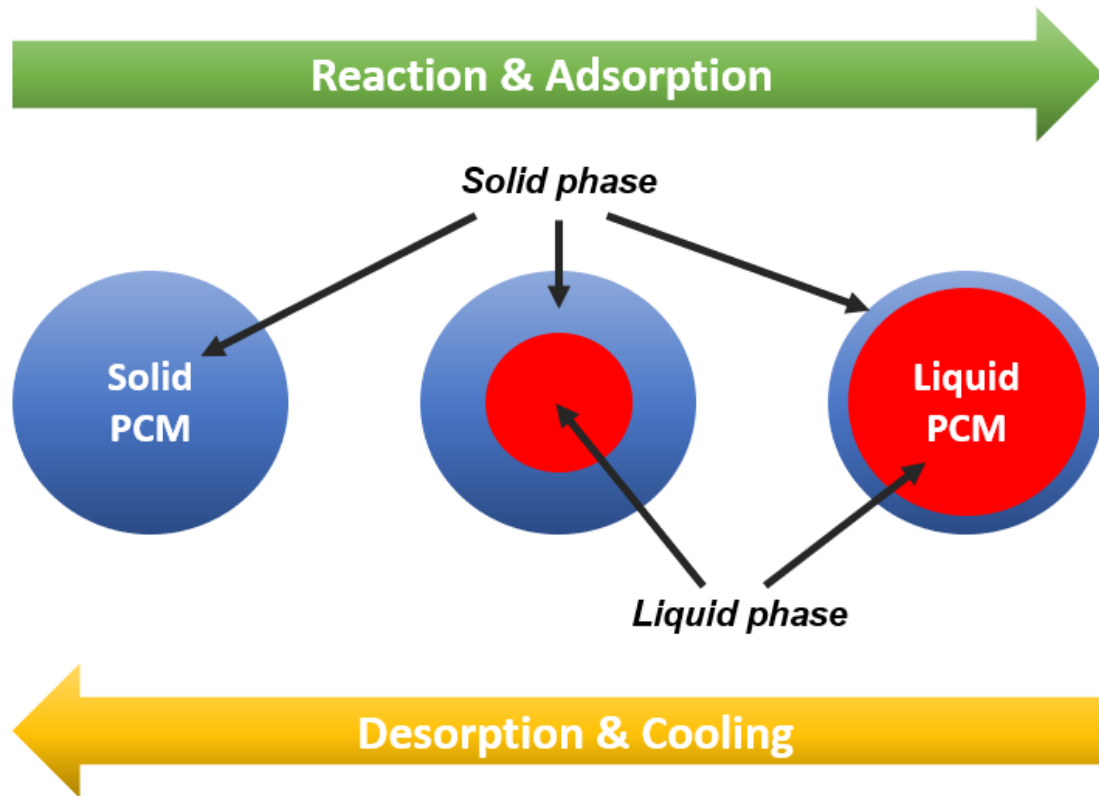 Reaction & Adsorption
Solid phase
Solid
PCM
Liquid
PCM
Liquid phase
Desorption & Cooling